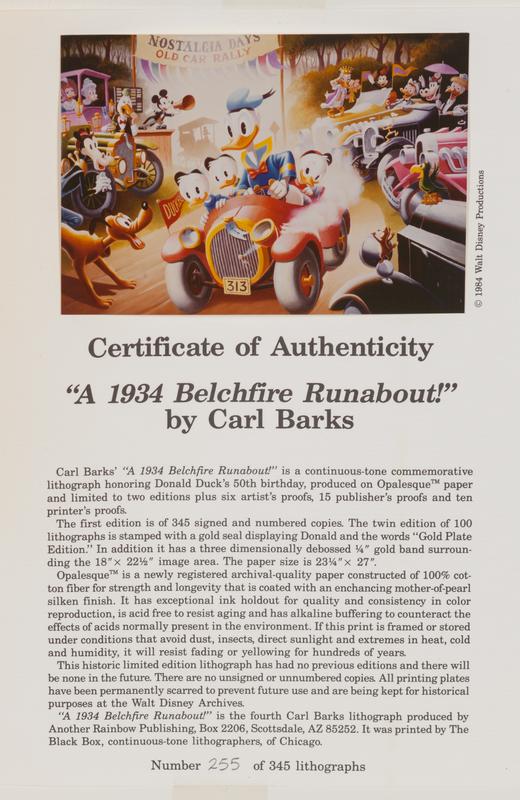 NOSTALGIA DAYS
OLD CAR RALLY
313
© 1984 Walt Disney Productions
Certificate of Authenticity
“A 1934 Belchfire Runabout!”
by Carl Barks
Carl Barks’ “A 1934 Belchfire Runabout!” is a continuous-tone commemorative
lithograph honoring Donald Duck’s 50th birthday, produced on Opalesque™ paper
and limited to two editions plus six artist’s proofs, 15 publisher’s proofs and ten
printer’s proofs.
The first edition is of 345 signed and numbered copies. The twin edition of 100
lithographs is stamped with a gold seal displaying Donald and the words “Gold Plate
Edition.” In addition it has a three dimensionally debossed ¼″ gold band surroun-
ding the 18″× 22½″ image area. The paper size is 23¼″× 27″.
Opalesque™ is a newly registered archival-quality paper constructed of 100% cot-
ton fiber for strength and longevity that is coated with an enchancing mother-of-pearl
silken finish. It has exceptional ink holdout for quality and consistency in color
reproduction, is acid free to resist aging and has alkaline buffering to counteract the
effects of acids normally present in the environment. If this print is framed or stored
under conditions that avoid dust, insects, direct sunlight and extremes in heat, cold
and humidity, it will resist fading or yellowing for hundreds of years.
This historic limited edition lithograph has had no previous editions and there will
be none in the future. There are no unsigned or unnumbered copies. All printing plates
have been permanently scarred to prevent future use and are being kept for historical
purposes at the Walt Disney Archives.
“A 1934 Belchfire Runabout!” is the fourth Carl Barks lithograph produced by
Another Rainbow Publishing, Box 2206, Scottsdale, AZ 85252. It was printed by The
Black Box, continuous-tone lithographers, of Chicago.
Number 255 of 345 lithographs